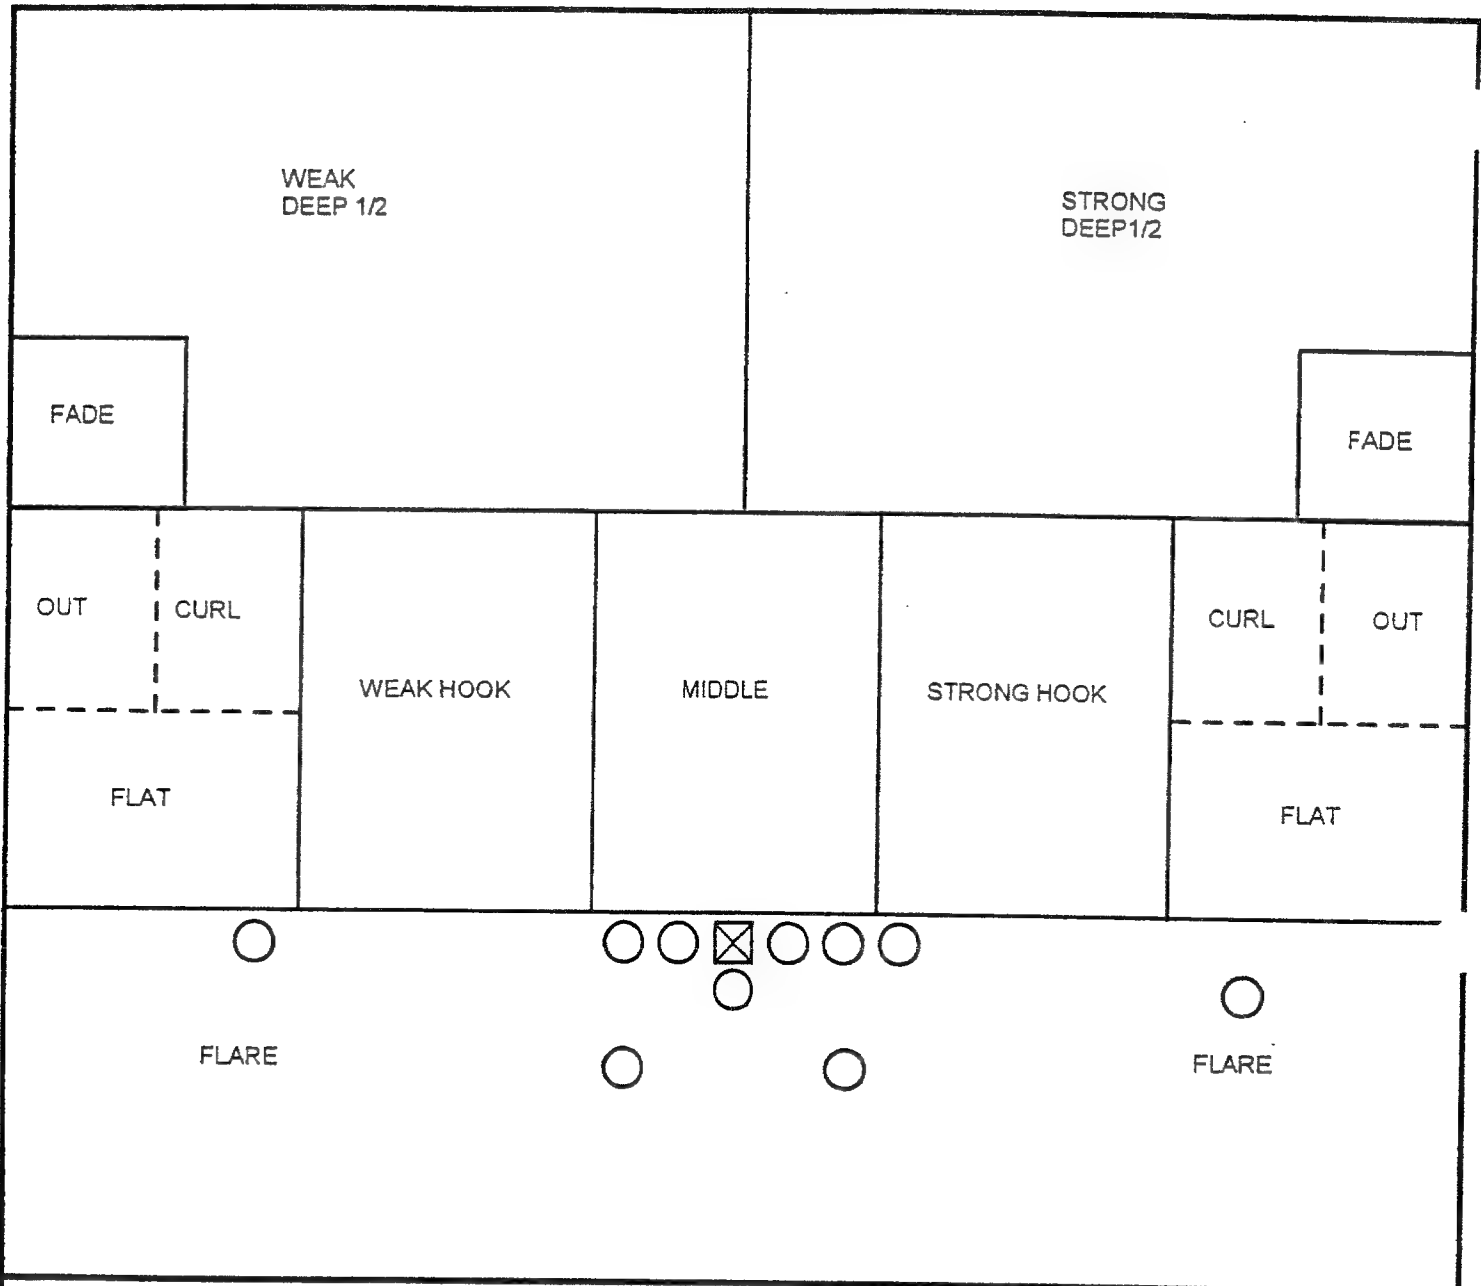 WEAK
DEEP 1/2
STRONG
DEEP1/2
FADE
FADE
OUT
CURL
CURL
OUT
WEAK HOOK
MIDDLE
STRONG HOOK
FLAT
FLAT
FLARE
FLARE